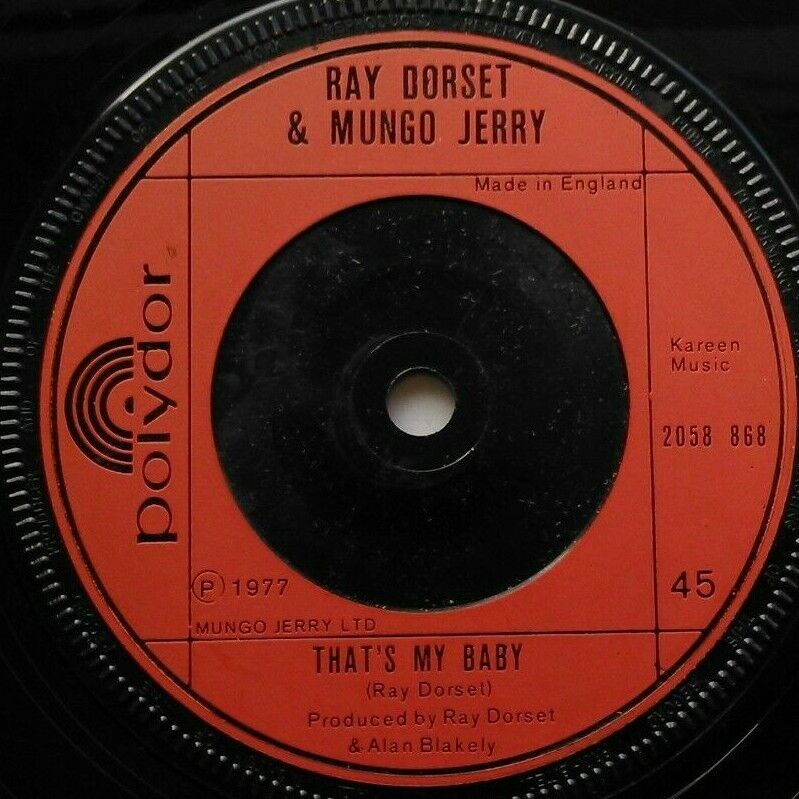 RAY DORSET
& MUNGO JERRY
Made in England
polydor
Kareen
Music
2058 868
℗ 1977
45
MUNGO JERRY LTD
THAT'S MY BABY
(Ray Dorset)
Produced by Ray Dorset
& Alan Blakely